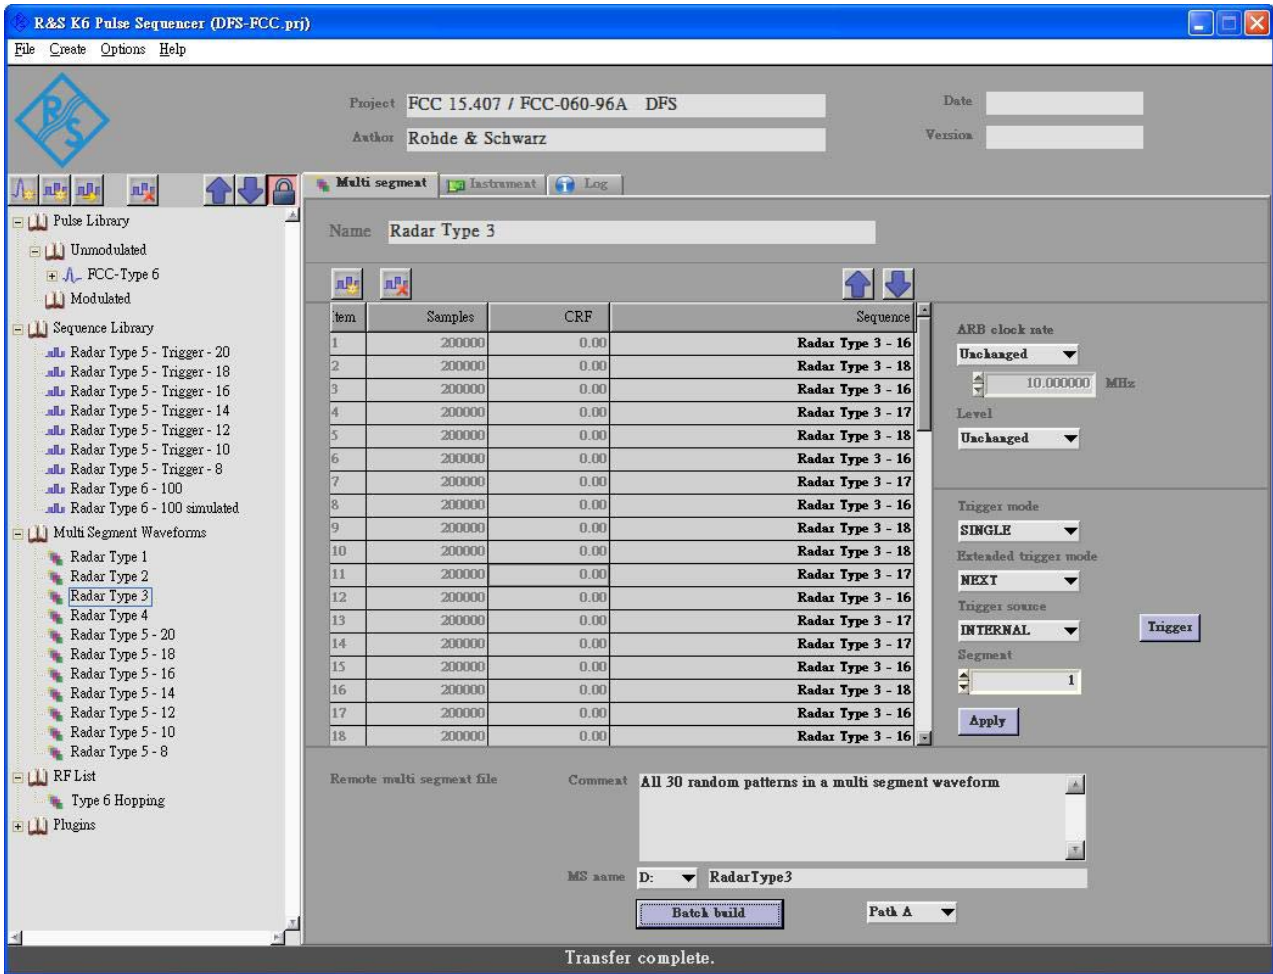 R&S K6 Pulse Sequencer (DFS-FCC.prj)
File Create Options Help
R&S
Project FCC 15.407 / FCC-060-96A DFS
Date
Author Rohde & Schwarz
Version
Multi segment Instrument Log
Pulse Library
Unmodulated
FCC-Type 6
Modulated
Sequence Library
Radar Type 5 - Trigger - 20
Radar Type 5 - Trigger - 18
Radar Type 5 - Trigger - 16
Radar Type 5 - Trigger - 14
Radar Type 5 - Trigger - 12
Radar Type 5 - Trigger - 10
Radar Type 5 - Trigger - 8
Radar Type 6 - 100
Radar Type 6 - 100 simulated
Multi Segment Waveforms
Radar Type 1
Radar Type 2
Radar Type 3
Radar Type 4
Radar Type 5 - 20
Radar Type 5 - 18
Radar Type 5 - 16
Radar Type 5 - 14
Radar Type 5 - 12
Radar Type 5 - 10
Radar Type 5 - 8
RF List
Type 6 Hopping
Plugins
Name Radar Type 3
Item Samples CRF Sequence
1 200000 0.00 Radar Type 3 - 16
2 200000 0.00 Radar Type 3 - 18
3 200000 0.00 Radar Type 3 - 16
4 200000 0.00 Radar Type 3 - 17
5 200000 0.00 Radar Type 3 - 18
6 200000 0.00 Radar Type 3 - 16
7 200000 0.00 Radar Type 3 - 17
8 200000 0.00 Radar Type 3 - 16
9 200000 0.00 Radar Type 3 - 18
10 200000 0.00 Radar Type 3 - 18
11 200000 0.00 Radar Type 3 - 17
12 200000 0.00 Radar Type 3 - 16
13 200000 0.00 Radar Type 3 - 17
14 200000 0.00 Radar Type 3 - 17
15 200000 0.00 Radar Type 3 - 16
16 200000 0.00 Radar Type 3 - 18
17 200000 0.00 Radar Type 3 - 16
18 200000 0.00 Radar Type 3 - 16
ARB clock rate
Unchanged
10.000000 MHz
Level
Unchanged
Trigger mode
SINGLE
Extended trigger mode
NEXT
Trigger source
INTERNAL
Trigger
Segment
1
Apply
Remote multi segment file
Comment All 30 random patterns in a multi segment waveform
MS name D: RadarType3
Batch build Path A
Transfer complete.